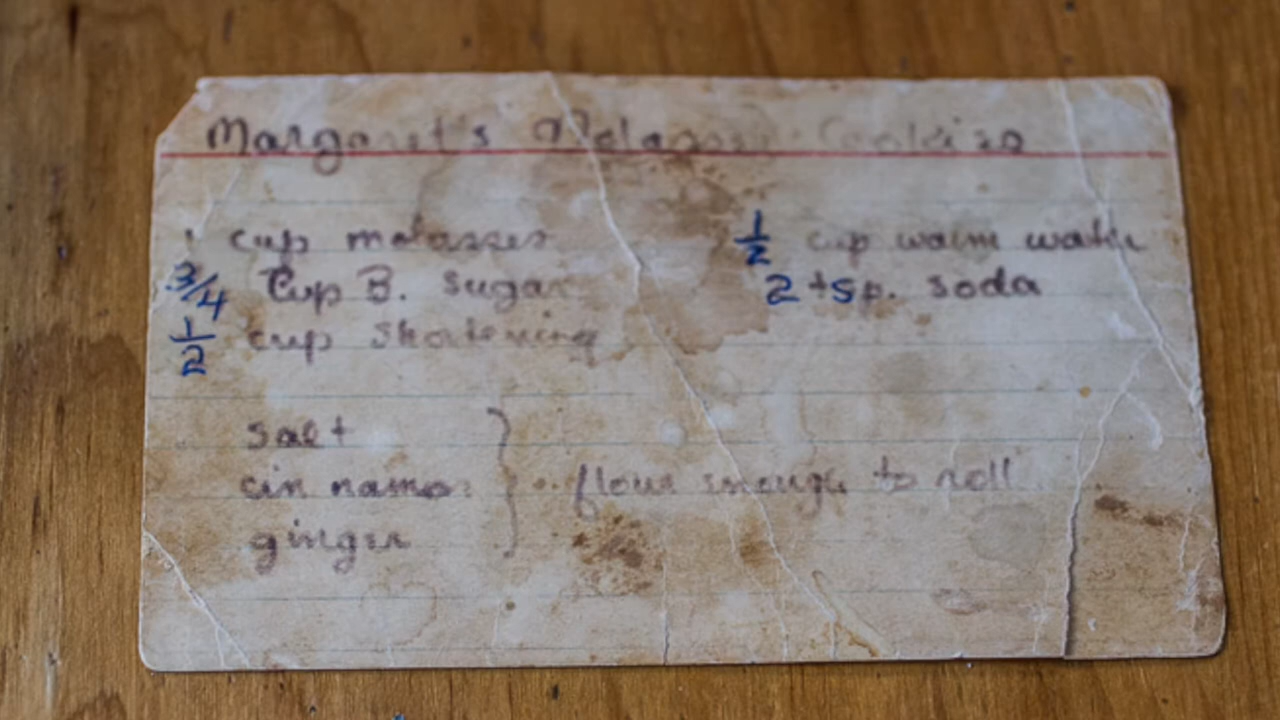 Margaret's Molasses Cookies
1 cup molasses
3/4 Cup B. Sugar
1/2 cup shortening
1/2 cup warm water
2 tsp. soda
salt
cinnamon
ginger
} flour enough to roll